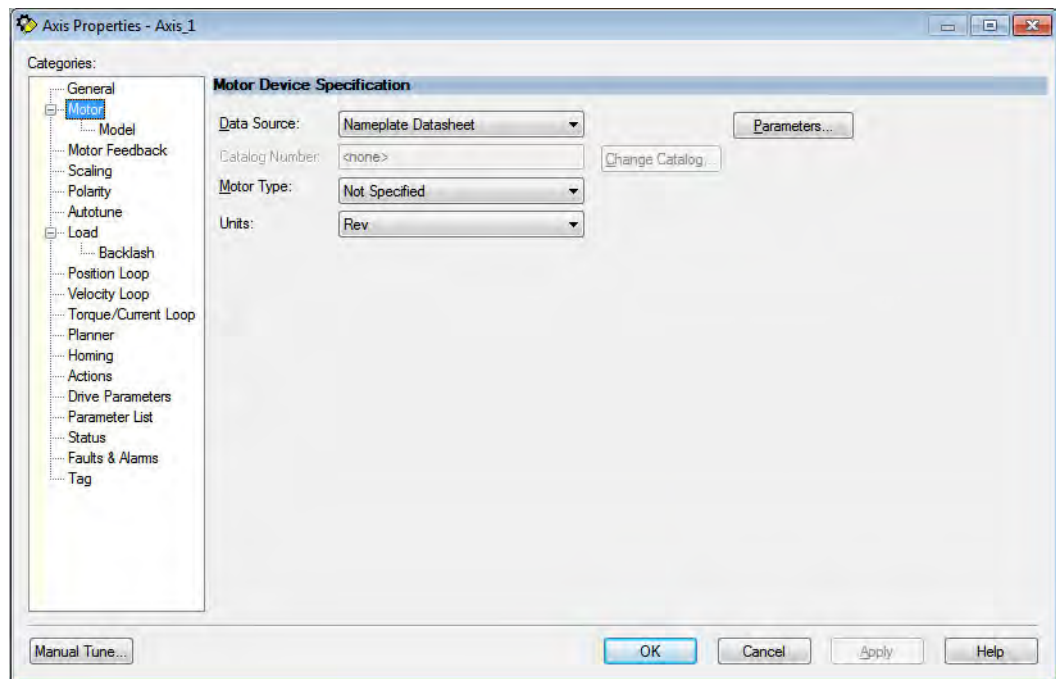 Axis Properties - Axis_1
Categories:
General
Motor
Model
Motor Feedback
Scaling
Polarity
Autotune
Load
Backlash
Position Loop
Velocity Loop
Torque/Current Loop
Planner
Homing
Actions
Drive Parameters
Parameter List
Status
Faults & Alarms
Tag
Motor Device Specification
Data Source: Nameplate Datasheet Parameters...
Catalog Number: <none> Change Catalog...
Motor Type: Not Specified
Units: Rev
Manual Tune... OK Cancel Apply Help